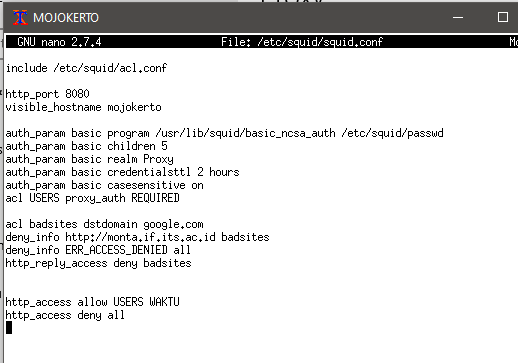 MOJOKERTO
GNU nano 2.7.4 File: /etc/squid/squid.conf
include /etc/squid/acl.conf
http_port 8080
visible_hostname mojokerto
auth_param basic program /usr/lib/squid/basic_ncsa_auth /etc/squid/passwd
auth_param basic children 5
auth_param basic realm Proxy
auth_param basic credentialsttl 2 hours
auth_param basic casesensitive on
acl USERS proxy_auth REQUIRED
acl badsites dstdomain google.com
deny_info http://monta.if.its.ac.id badsites
deny_info ERR_ACCESS_DENIED all
http_reply_access deny badsites
http_access allow USERS WAKTU
http_access deny all